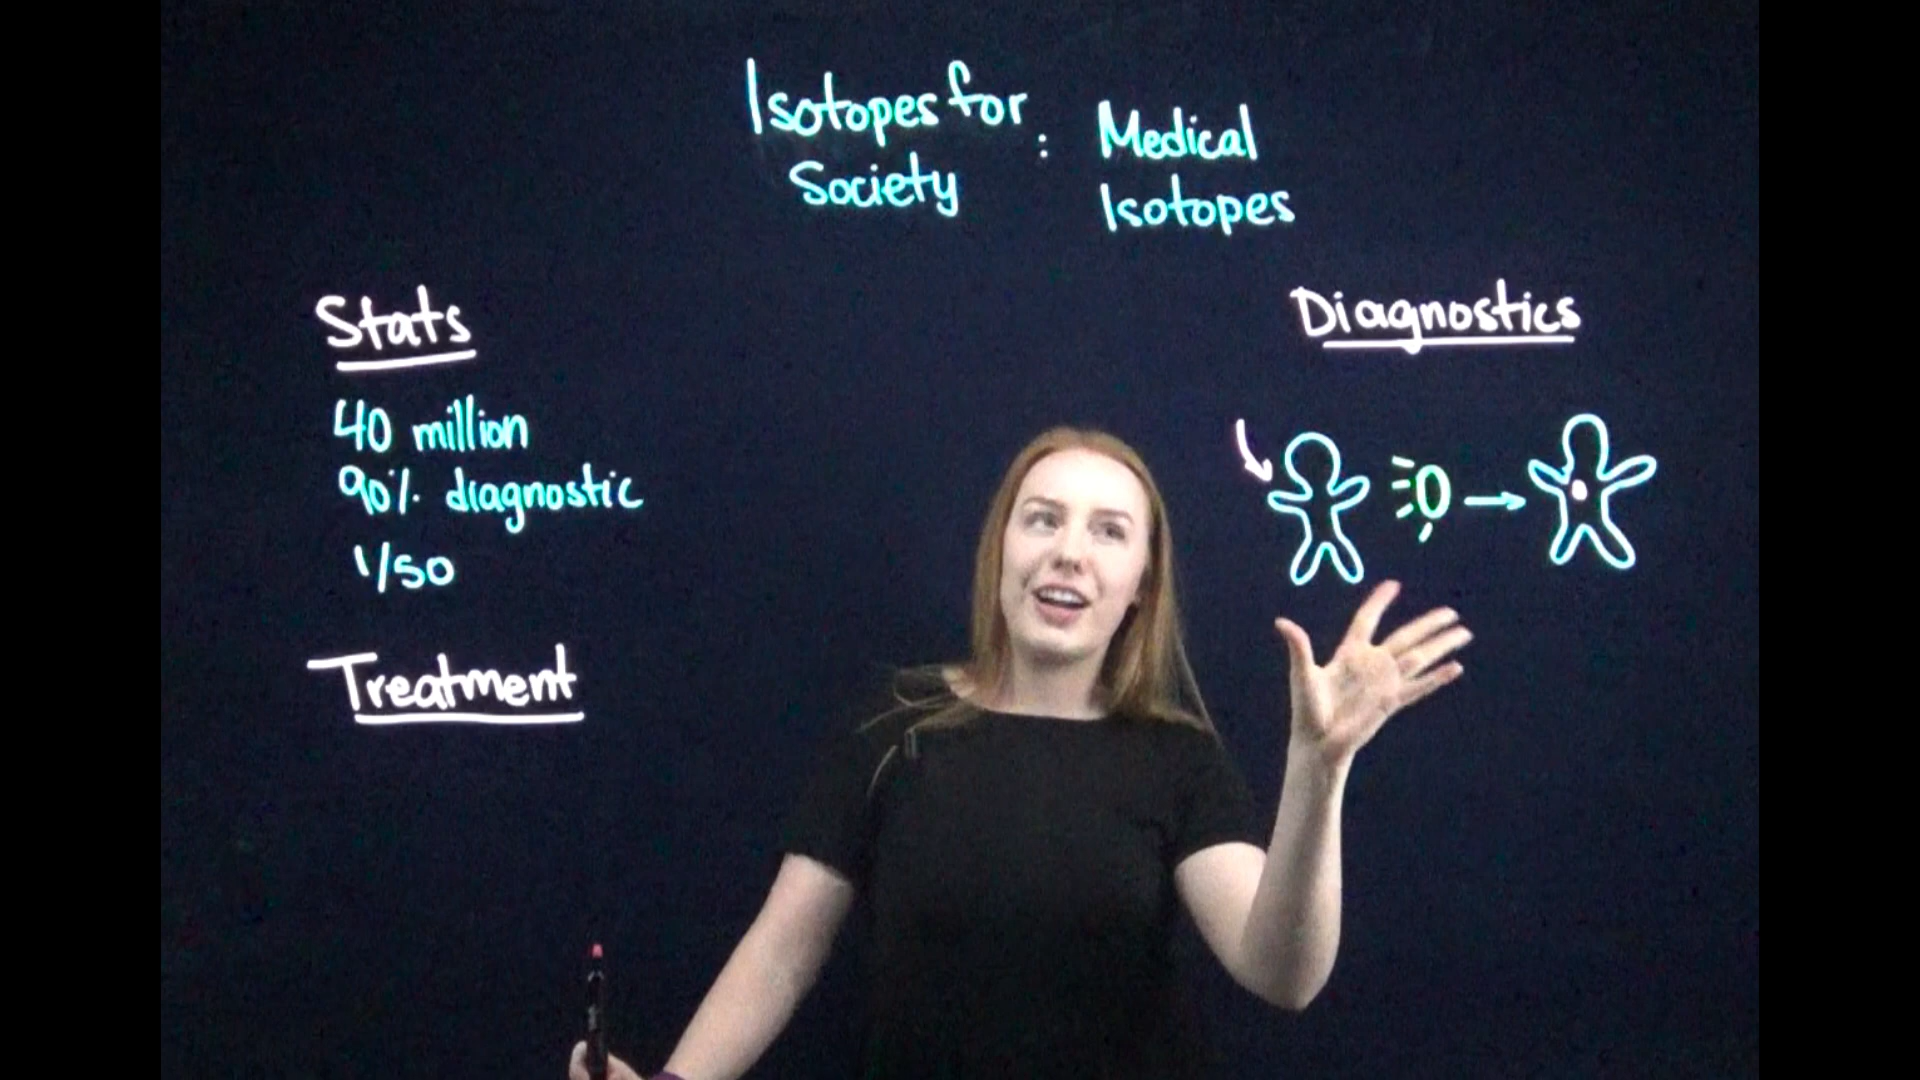 Isotopes for
Society
: Medical
Isotopes
Stats
40 million
90% diagnostic
1/50
Treatment
Diagnostics